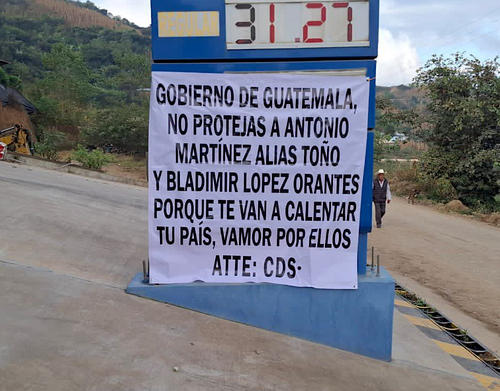 REGULAR
31.27
GOBIERNO DE GUATEMALA,
NO PROTEJAS A ANTONIO
MARTÍNEZ ALIAS TOÑO
Y BLADIMIR LOPEZ ORANTES
PORQUE TE VAN A CALENTAR
TU PAÍS, VAMOR POR ELLOS
ATTE: CDS.